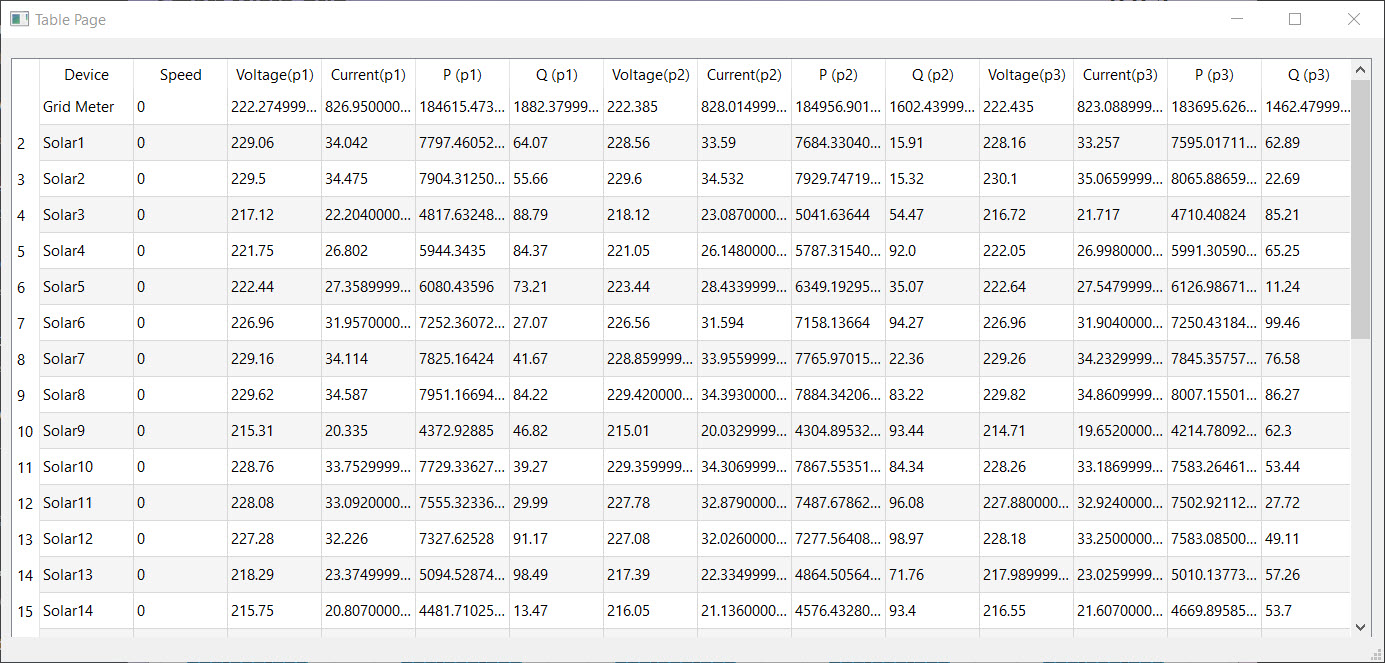 Table Page
Device Speed Voltage(p1) Current(p1) P (p1) Q (p1) Voltage(p2) Current(p2) P (p2) Q (p2) Voltage(p3) Current(p3) P (p3) Q (p3)
Grid Meter 0 222.274999... 826.950000... 184615.473... 1882.37999... 222.385 828.014999... 184956.901... 1602.43999... 222.435 823.088999... 183695.626... 1462.47999...
2 Solar1 0 229.06 34.042 7797.46052... 64.07 228.56 33.59 7684.33040... 15.91 228.16 33.257 7595.01711... 62.89
3 Solar2 0 229.5 34.475 7904.31250... 55.66 229.6 34.532 7929.74719... 15.32 230.1 35.0659999... 8065.88659... 22.69
4 Solar3 0 217.12 22.2040000... 4817.63248... 88.79 218.12 23.0870000... 5041.63644 54.47 216.72 21.717 4710.40824 85.21
5 Solar4 0 221.75 26.802 5944.3435 84.37 221.05 26.1480000... 5787.31540... 92.0 222.05 26.9980000... 5991.30590... 65.25
6 Solar5 0 222.44 27.3589999... 6080.43596 73.21 223.44 28.4339999... 6349.19295... 35.07 222.64 27.5479999... 6126.98671... 11.24
7 Solar6 0 226.96 31.9570000... 7252.36072... 27.07 226.56 31.594 7158.13664 94.27 226.96 31.9040000... 7250.43184... 99.46
8 Solar7 0 229.16 34.114 7825.16424 41.67 228.859999... 33.9559999... 7765.97015... 22.36 229.26 34.2329999... 7845.35757... 76.58
9 Solar8 0 229.62 34.587 7951.16694... 84.22 229.420000... 34.3930000... 7884.34206... 83.22 229.82 34.8609999... 8007.15501... 86.27
10 Solar9 0 215.31 20.335 4372.92885 46.82 215.01 20.0329999... 4304.89532... 93.44 214.71 19.6520000... 4214.78092... 62.3
11 Solar10 0 228.76 33.7529999... 7729.33627... 39.27 229.359999... 34.3069999... 7867.55351... 84.34 228.26 33.1869999... 7583.26461... 53.44
12 Solar11 0 228.08 33.0920000... 7555.32336... 29.99 227.78 32.8790000... 7487.67862... 96.08 227.880000... 32.9240000... 7502.92112... 27.72
13 Solar12 0 227.28 32.226 7327.62528 91.17 227.08 32.0260000... 7277.56408... 98.97 228.18 33.2500000... 7583.08500... 49.11
14 Solar13 0 218.29 23.3749999... 5094.52874... 98.49 217.39 22.3349999... 4864.50564... 71.76 217.989999... 23.0259999... 5010.13773... 57.26
15 Solar14 0 215.75 20.8070000... 4481.71025... 13.47 216.05 21.1360000... 4576.43280... 93.4 216.55 21.6070000... 4669.89585... 53.7